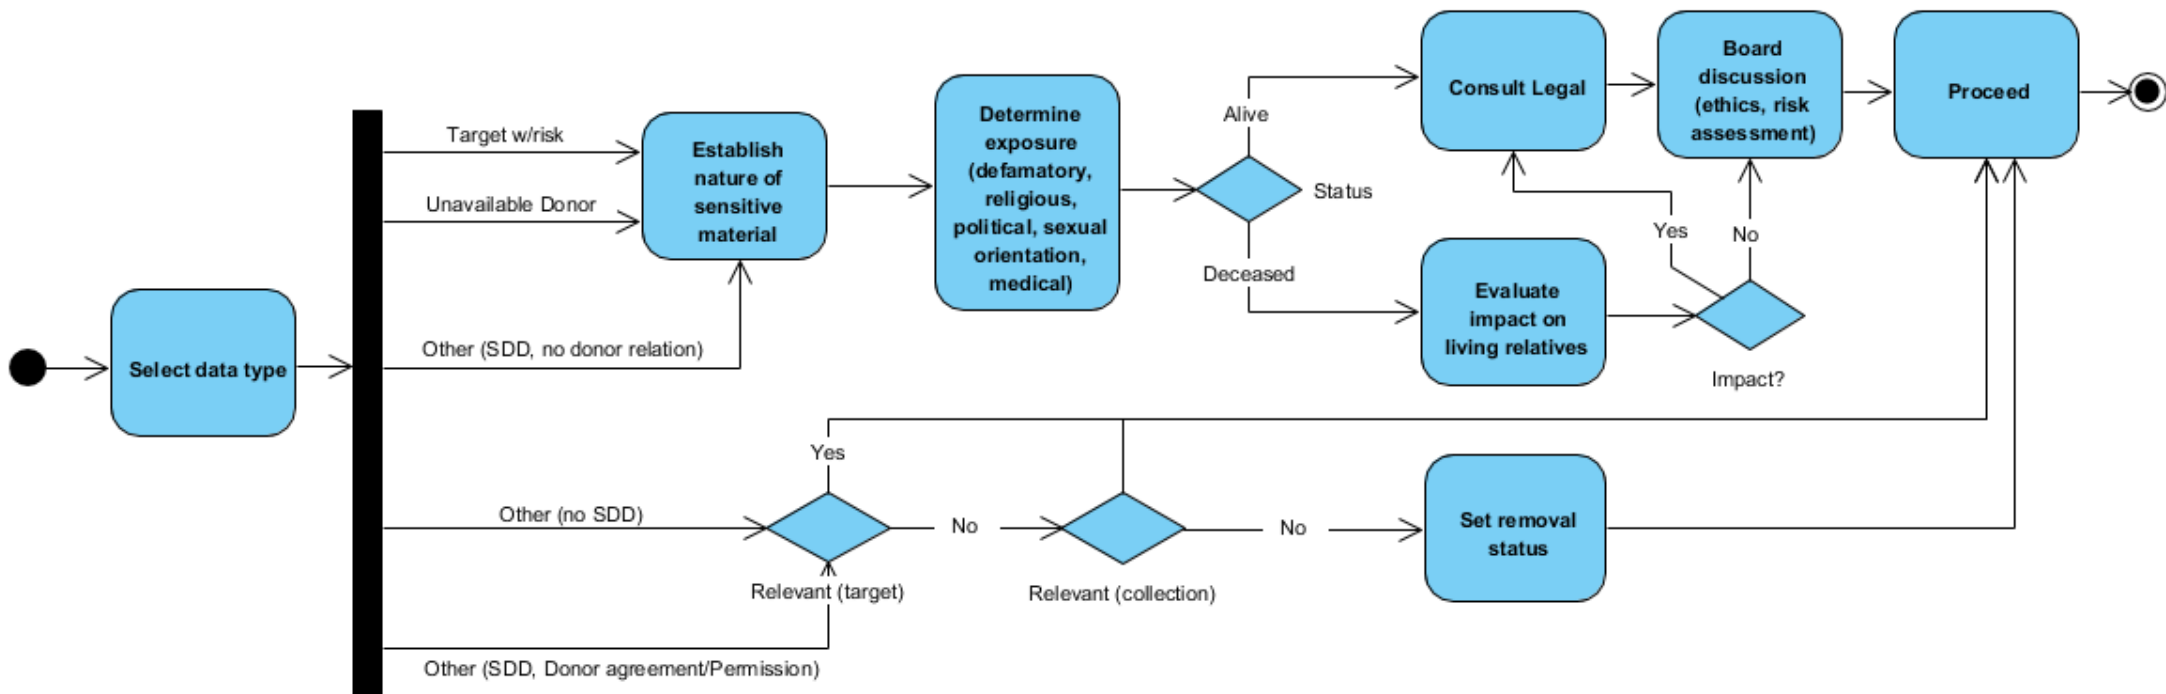 Select data type
Target w/risk
Unavailable Donor
Other (SDD, no donor relation)
Other (no SDD)
Other (SDD, Donor agreement/Permission)
Establish
nature of
sensitive
material
Determine
exposure
(defamatory,
religious,
political, sexual
orientation,
medical)
Alive
Status
Deceased
Consult Legal
Board
discussion
(ethics, risk
assessment)
Proceed
Evaluate
impact on
living relatives
Yes
No
Impact?
Yes
Relevant (target)
No
Relevant (collection)
No
Set removal
status